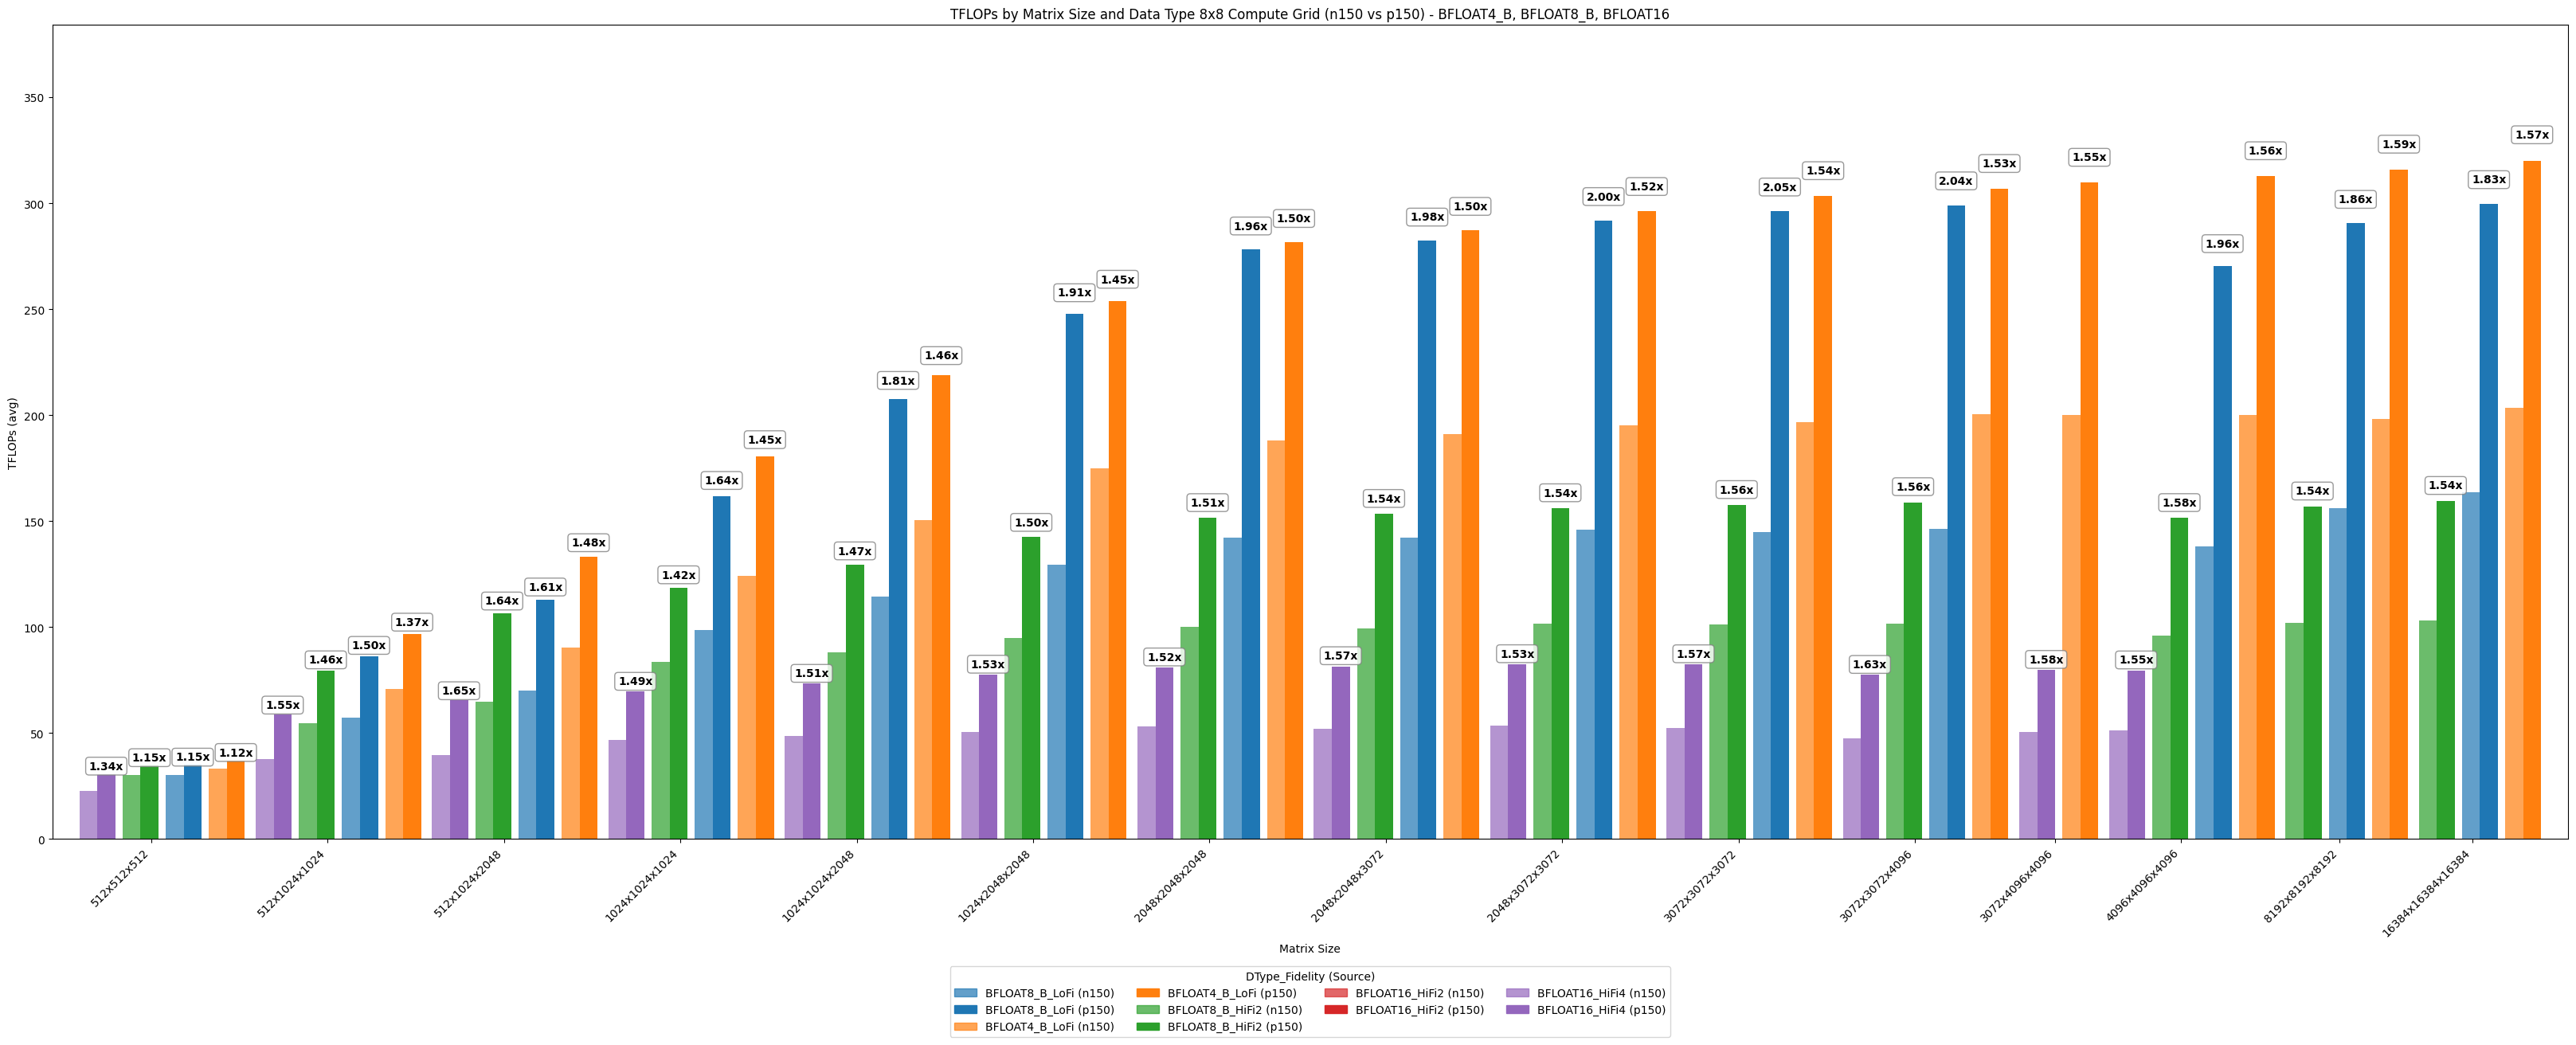 TFLOPs by Matrix Size and Data Type 8x8 Compute Grid (n150 vs p150) - BFLOAT4_B, BFLOAT8_B, BFLOAT16
TFLOPs (avg)
350
300
250
200
150
100
50
0
1.34x
1.15x
1.15x
1.12x
1.55x
1.46x
1.50x
1.37x
1.65x
1.64x
1.61x
1.48x
1.49x
1.42x
1.64x
1.45x
1.51x
1.47x
1.81x
1.46x
1.53x
1.50x
1.91x
1.45x
1.52x
1.51x
1.96x
1.50x
1.57x
1.54x
1.98x
1.50x
1.53x
1.54x
2.00x
1.52x
1.57x
1.56x
2.05x
1.54x
1.63x
1.56x
2.04x
1.53x
1.58x
1.55x
1.55x
1.58x
1.96x
1.56x
1.54x
1.86x
1.59x
1.54x
1.83x
1.57x
512x512x512
512x1024x1024
512x1024x2048
1024x1024x1024
1024x1024x2048
1024x2048x2048
2048x2048x2048
2048x2048x3072
2048x3072x3072
3072x3072x3072
3072x3072x4096
3072x4096x4096
4096x4096x4096
8192x8192x8192
16384x16384x16384
Matrix Size
DType_Fidelity (Source)
BFLOAT8_B_LoFi (n150)
BFLOAT8_B_LoFi (p150)
BFLOAT4_B_LoFi (n150)
BFLOAT4_B_LoFi (p150)
BFLOAT8_B_HiFi2 (n150)
BFLOAT8_B_HiFi2 (p150)
BFLOAT16_HiFi2 (n150)
BFLOAT16_HiFi2 (p150)
BFLOAT16_HiFi4 (n150)
BFLOAT16_HiFi4 (p150)